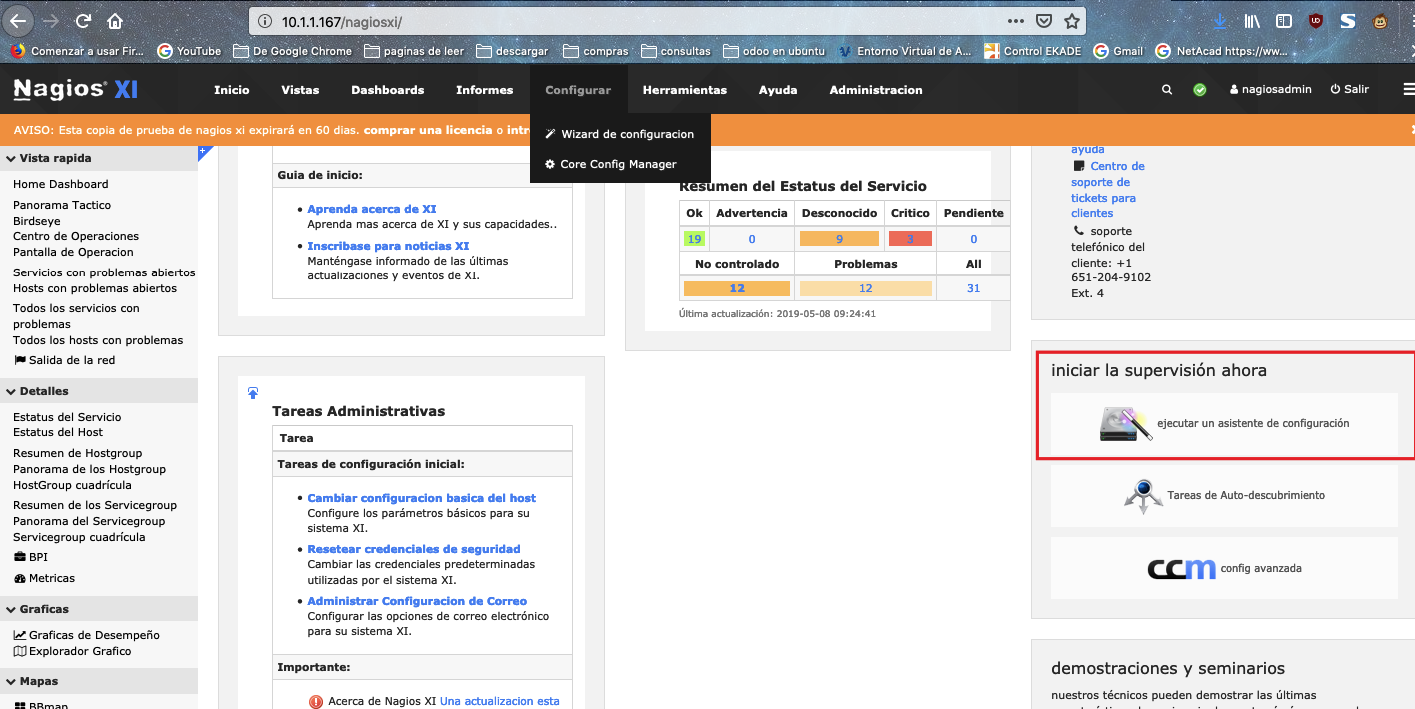 10.1.1.167/nagiosxi/
Comenzar a usar Fir...
YouTube
De Google Chrome
paginas de leer
descargar
compras
consultas
odoo en ubuntu
Entorno Virtual de A...
Control EKADE
Gmail
NetAcad https://ww...
Nagios® XI
Inicio
Vistas
Dashboards
Informes
Configurar
Herramientas
Ayuda
Administracion
nagiosadmin
Salir
AVISO: Esta copia de prueba de nagios xi expirará en 60 dias. comprar una licencia o intr
Wizard de configuracion
Core Config Manager
Vista rapida
Home Dashboard
Panorama Tactico
Birdseye
Centro de Operaciones
Pantalla de Operacion
Servicios con problemas abiertos
Hosts con problemas abiertos
Todos los servicios con
problemas
Todos los hosts con problemas
Salida de la red
Detalles
Estatus del Servicio
Estatus del Host
Resumen de Hostgroup
Panorama de los Hostgroup
HostGroup cuadrícula
Resumen de los Servicegroup
Panorama del Servicegroup
Servicegroup cuadrícula
BPI
Metricas
Graficas
Graficas de Desempeño
Explorador Grafico
Mapas
BBmap
Guia de inicio:
Aprenda acerca de XI
Aprenda mas acerca de XI y sus capacidades..
Inscribase para noticias XI
Manténgase informado de las últimas
actualizaciones y eventos de XI.
Tareas Administrativas
Tarea
Tareas de configuración inicial:
Cambiar configuracion basica del host
Configure los parámetros básicos para su
sistema XI.
Resetear credenciales de seguridad
Cambiar las credenciales predeterminadas
utilizadas por el sistema XI.
Administrar Configuracion de Correo
Configurar las opciones de correo electrónico
para su sistema XI.
Importante:
Acerca de Nagios XI Una actualizacion esta
Resumen del Estatus del Servicio
Ok Advertencia Desconocido Critico Pendiente
19 0 9 3 0
No controlado Problemas All
12 12 31
Última actualización: 2019-05-08 09:24:41
ayuda
Centro de
soporte de
tickets para
clientes
soporte
telefónico del
cliente: +1
651-204-9102
Ext. 4
iniciar la supervisión ahora
ejecutar un asistente de configuración
Tareas de Auto-descubrimiento
ccm config avanzada
demostraciones y seminarios
nuestros técnicos pueden demostrar las últimas